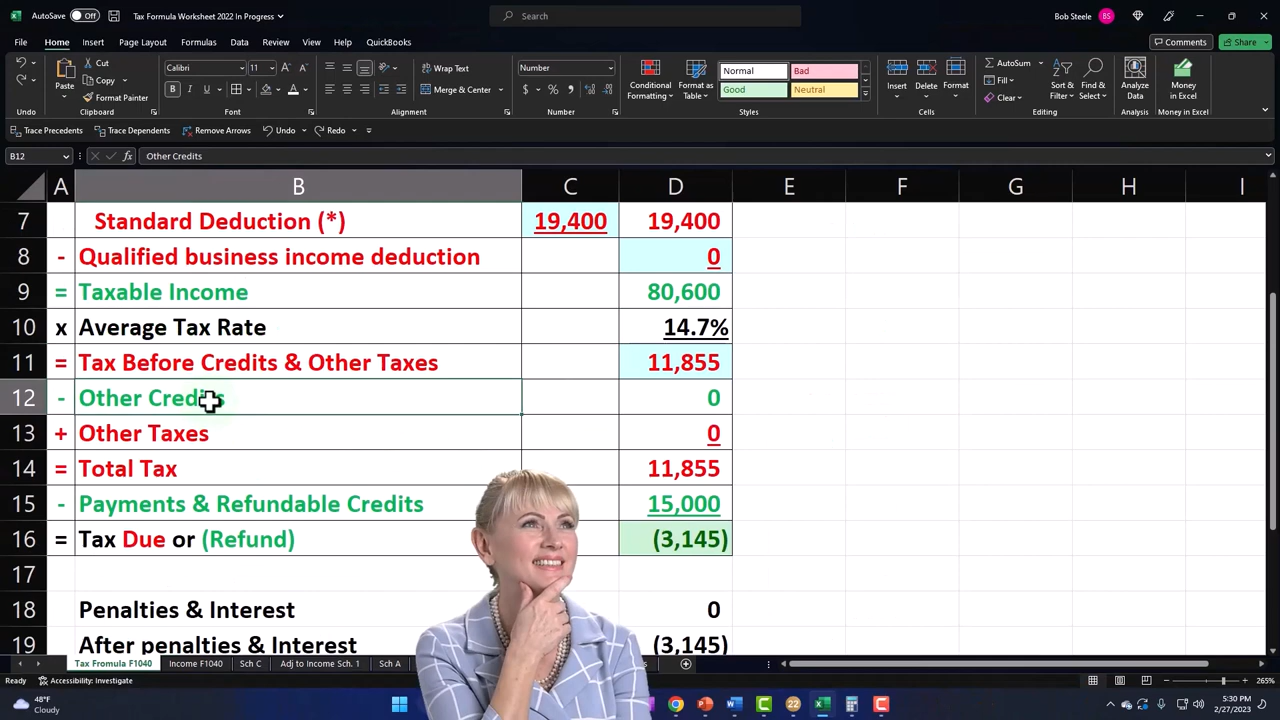 AutoSave Off Tax Formula Worksheet 2022 In Progress Search Bob Steele BS
File Home Insert Page Layout Formulas Data Review View Help QuickBooks Comments Share
Paste Cut Copy Format Painter
Calibri 11 Wrap Text Merge & Center
Number
Conditional Formatting Format as Table
Normal Bad
Good Neutral
Insert Delete Format
AutoSum Fill Clear
Sort & Filter Find & Select Analyze Data Money in Excel
Undo Clipboard Font Alignment Number Styles Cells Editing Analysis Money in Excel
Trace Precedents Trace Dependents Remove Arrows Undo Redo
B12 fx Other Credits
A B C D E F G H I
7 Standard Deduction (*) 19,400 19,400
8 - Qualified business income deduction 0
9 = Taxable Income 80,600
10 x Average Tax Rate 14.7%
11 = Tax Before Credits & Other Taxes 11,855
12 - Other Credits 0
13 + Other Taxes 0
14 = Total Tax 11,855
15 - Payments & Refundable Credits 15,000
16 = Tax Due or (Refund) (3,145)
17
18 Penalties & Interest 0
19 After penalties & Interest (3,145)
Tax Fromula F1040 Income F1040 Sch C Adj to Income Sch. 1 Sch A
Ready Accessibility: Investigate 265%
48°F
Cloudy
5:30 PM
2/27/2023